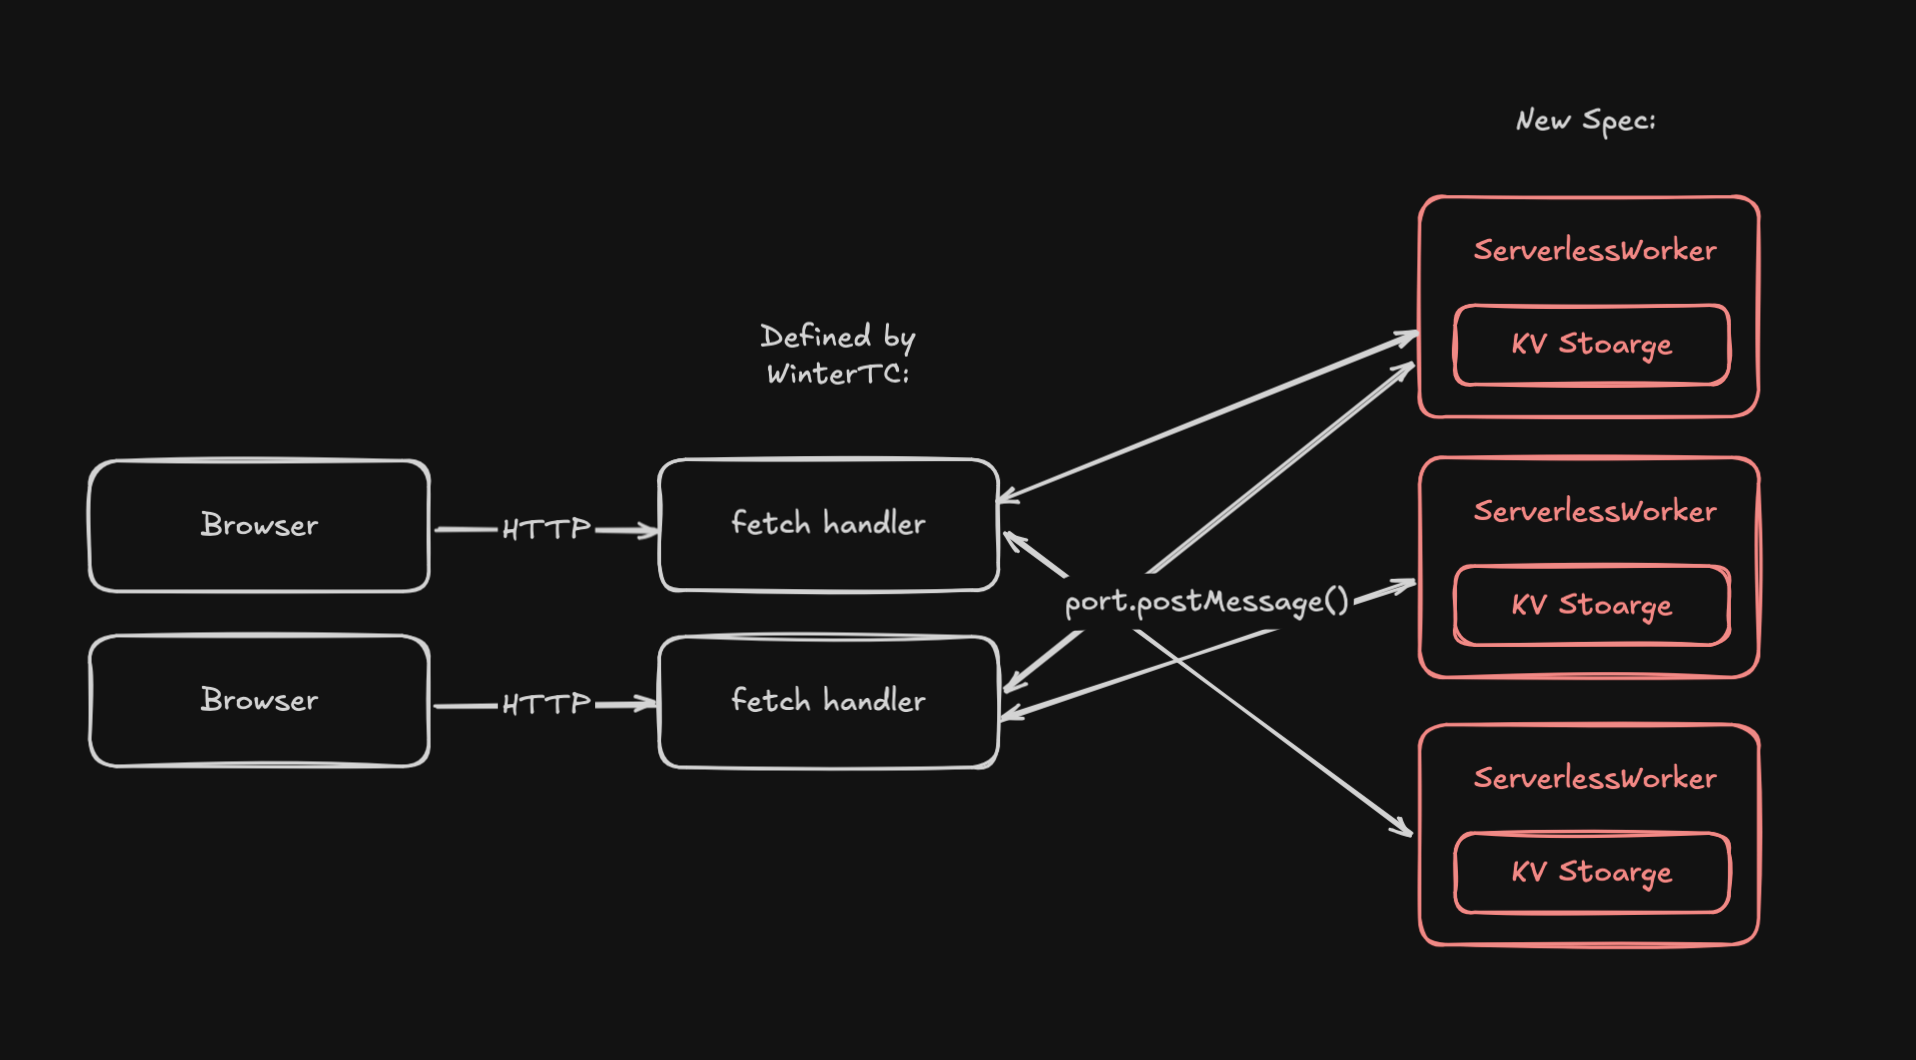 New Spec:
ServerlessWorker
KV Stoarge
Defined by
WinterTC:
Browser
HTTP
fetch handler
port.postMessage()
ServerlessWorker
KV Stoarge
Browser
HTTP
fetch handler
ServerlessWorker
KV Stoarge